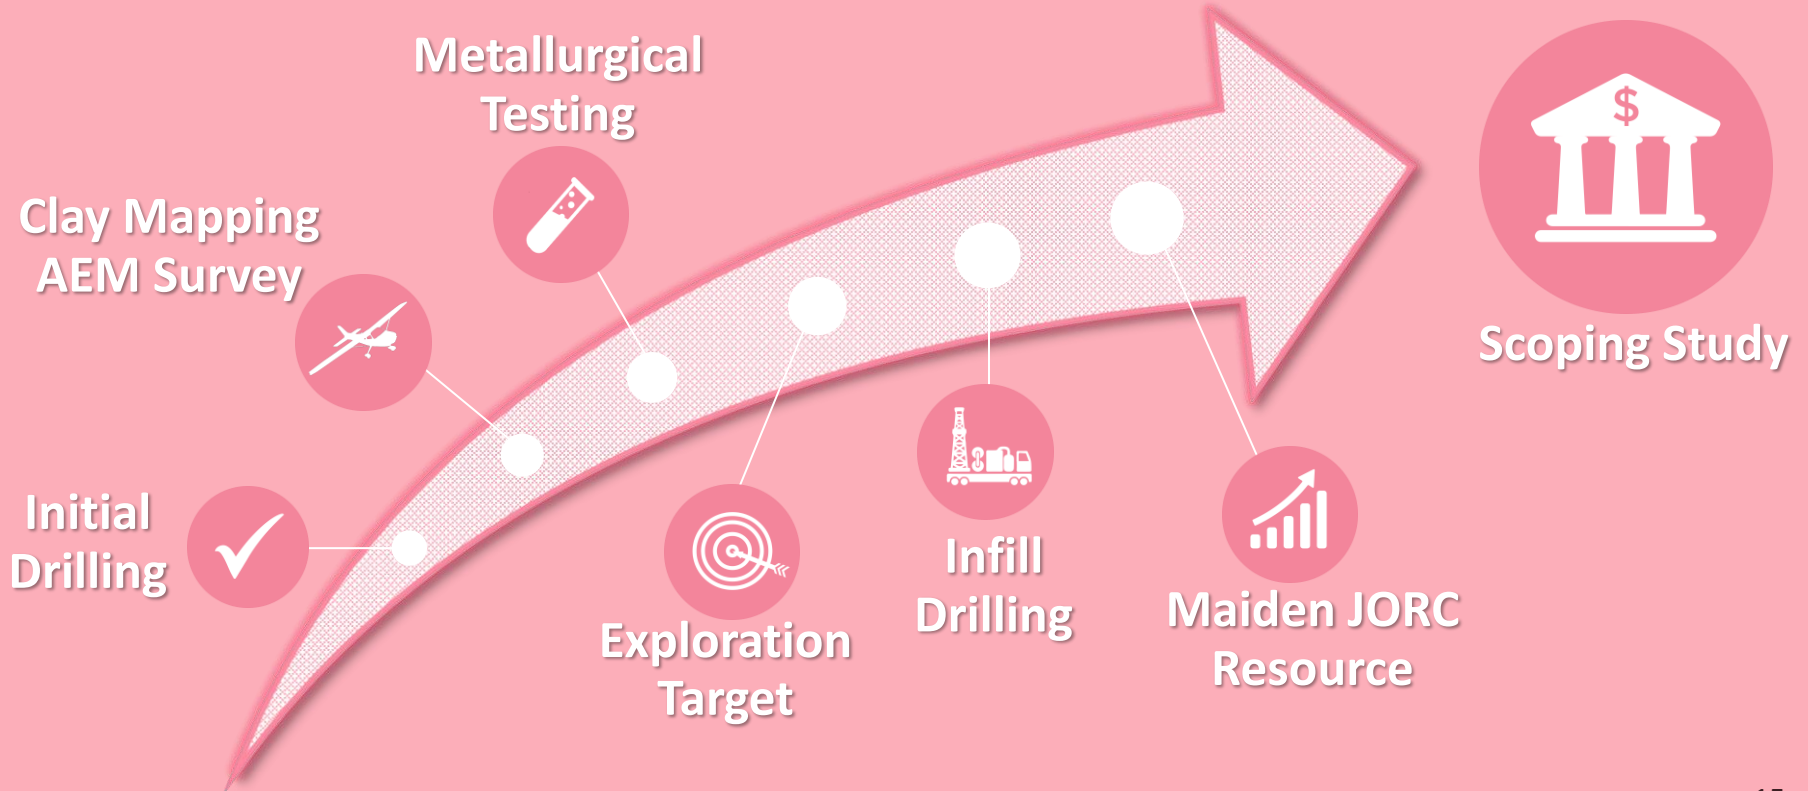 Initial
Drilling
Clay Mapping
AEM Survey
Metallurgical
Testing
Exploration
Target
Infill
Drilling
Maiden JORC
Resource
$
Scoping Study